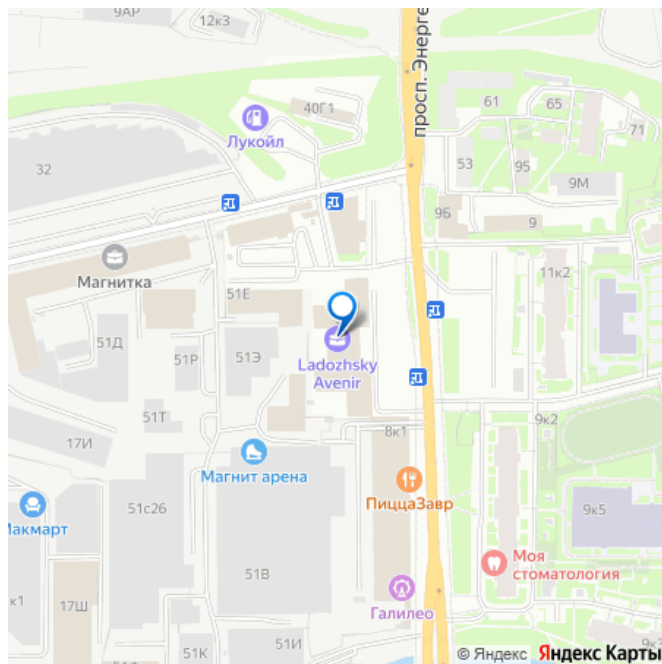 9АР
12к3
просп. Энерге
40Г1
61
65
Лукойл
71
53
95
32
9М
9Б
9
Магнитка
11к2
51Е
51Д
51Э
51Р
Ladozhsky
Avenir
51Т
9к2
8к1
17И
Магнит арена
ПиццаЗавр
51с26
9к5
Макмарт
Моя
стоматология
51В
к1
17Ш
Галилео
51И
51К
© Яндекс Яндекс Карты